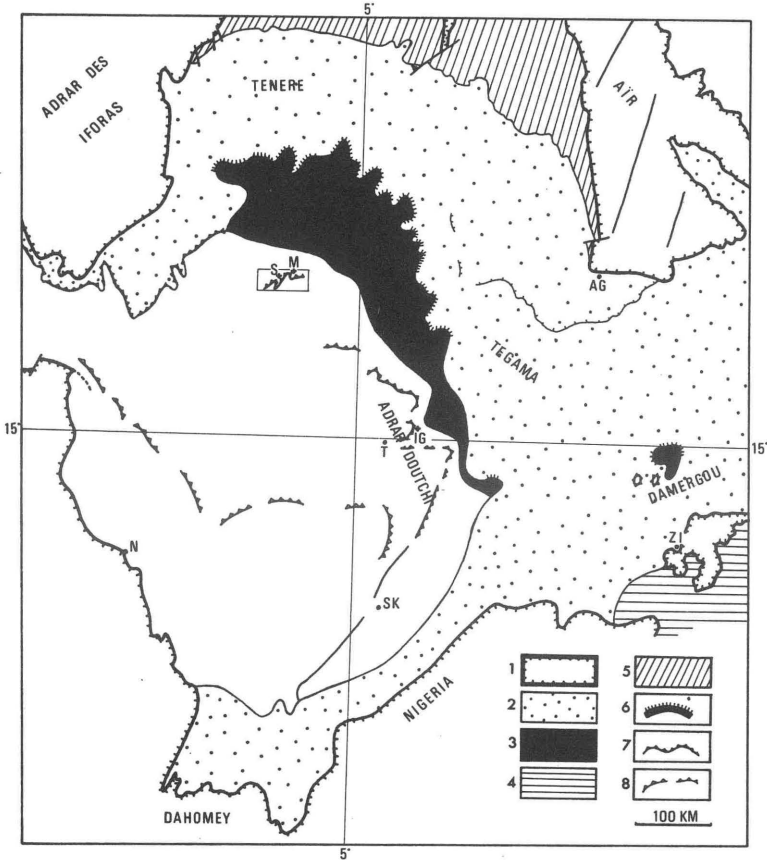 5°
ADRAR DES
IFORAS
TENERE
AÏR
S M
AG
TEGAMA
15°
ADRAR DOUTCHI
IG
T
15°
DAMERGOU
N
ZI
SK
NIGERIA
DAHOMEY
1
2
3
4
5
6
7
8
100 KM
5°